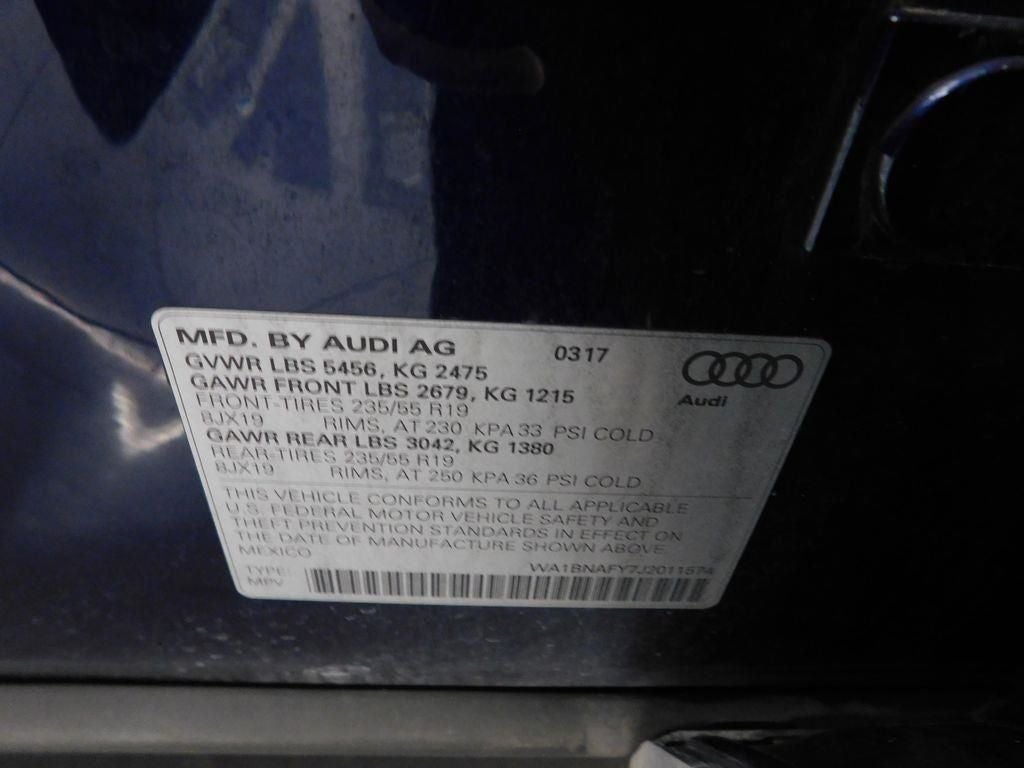 MFD. BY AUDI AG 0317
GVWR LBS 5456, KG 2475
GAWR FRONT LBS 2679, KG 1215
FRONT-TIRES 235/55 R19
8JX19 RIMS, AT 230 KPA 33 PSI COLD
GAWR REAR LBS 3042, KG 1380
REAR-TIRES 235/55 R19
8JX19 RIMS, AT 250 KPA 36 PSI COLD
Audi
THIS VEHICLE CONFORMS TO ALL APPLICABLE
U.S. FEDERAL MOTOR VEHICLE SAFETY AND
THEFT PREVENTION STANDARDS IN EFFECT ON
THE DATE OF MANUFACTURE SHOWN ABOVE.
MEXICO
WA1BNAFY7J2011574
TYPE:
MPV